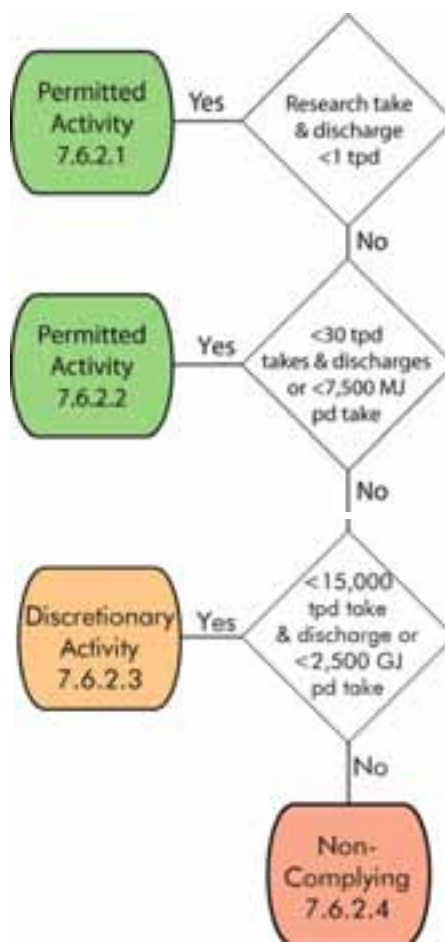 Permitted
Activity
7.6.2.1
Yes
Research take
& discharge
<1 tpd
No
Permitted
Activity
7.6.2.2
Yes
<30 tpd
takes & discharges
or <7,500 MJ
pd take
No
Discretionary
Activity
7.6.2.3
Yes
<15,000
tpd take
& discharge or
<2,500 GJ
pd take
No
Non-
Complying
7.6.2.4